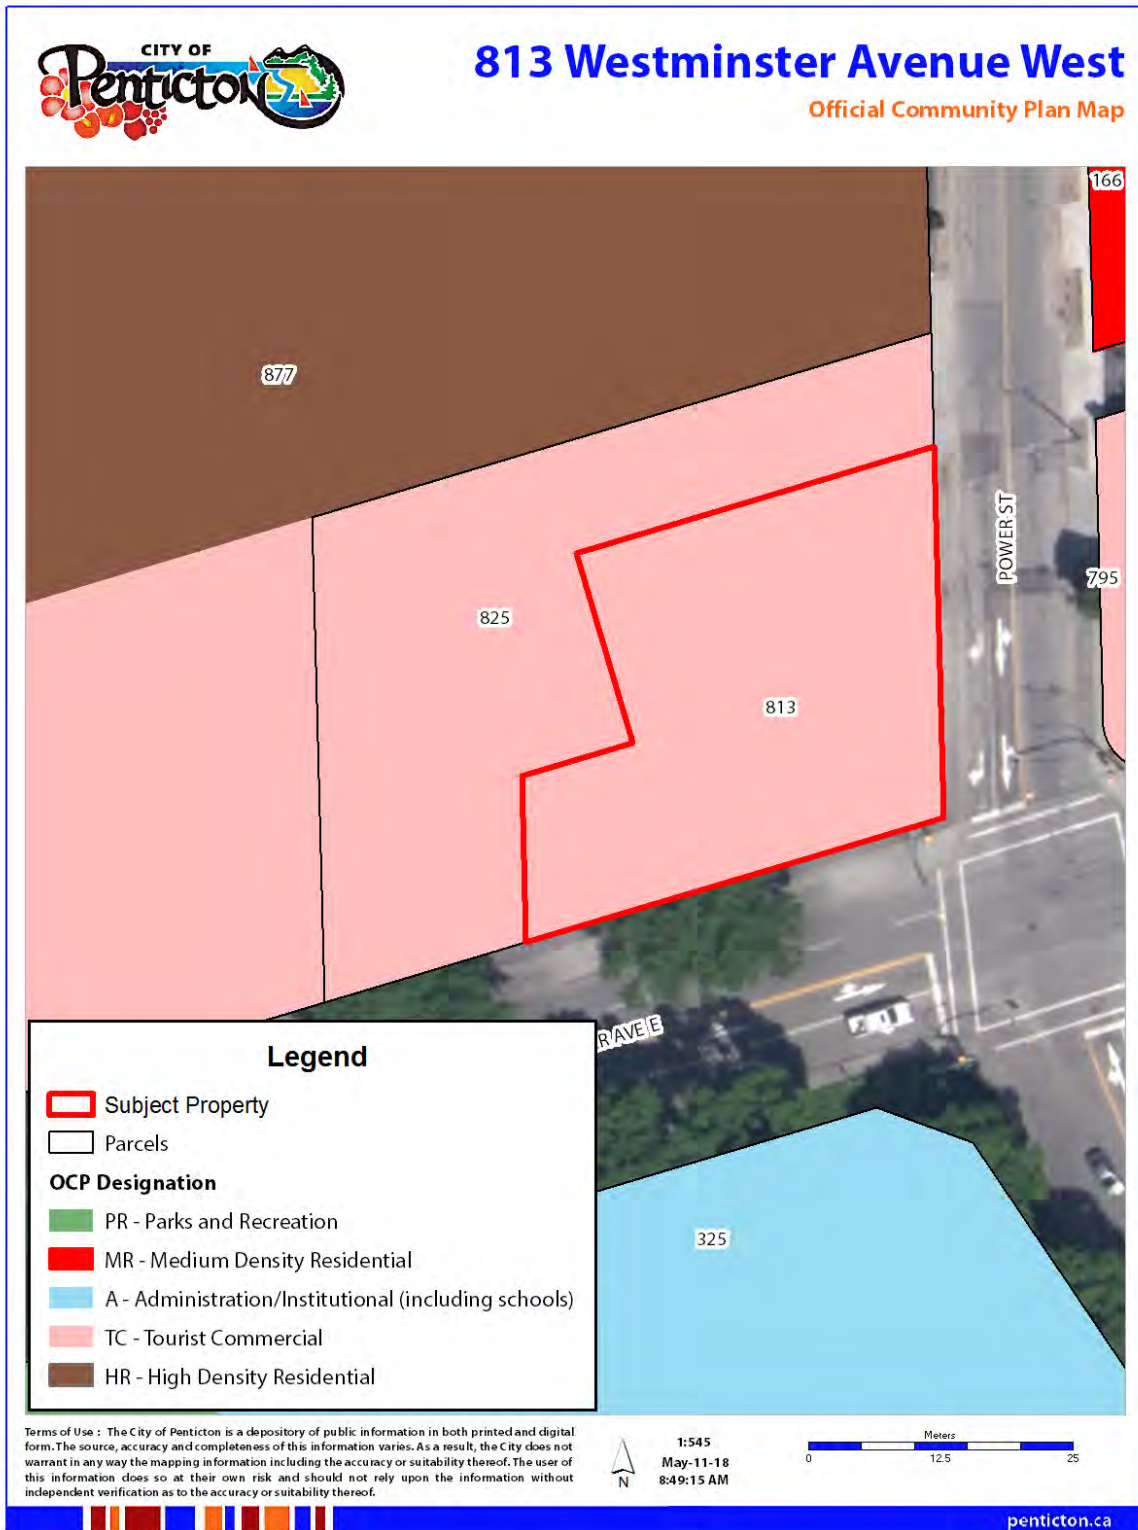 CITY OF
Penticton
813 Westminster Avenue West
Official Community Plan Map
166
877
POWER ST
795
825
813
R AVE E
325
Legend
Subject Property
Parcels
OCP Designation
PR - Parks and Recreation
MR - Medium Density Residential
A - Administration/Institutional (including schools)
TC - Tourist Commercial
HR - High Density Residential
Terms of Use : The City of Penticton is a depository of public information in both printed and digital
form. The source, accuracy and completeness of this information varies. As a result, the City does not
warrant in any way the mapping information including the accuracy or suitability thereof. The user of
this information does so at their own risk and should not rely upon the information without
independent verification as to the accuracy or suitability thereof.
N
1:545
May-11-18
8:49:15 AM
Meters
0 12.5 25
penticton.ca